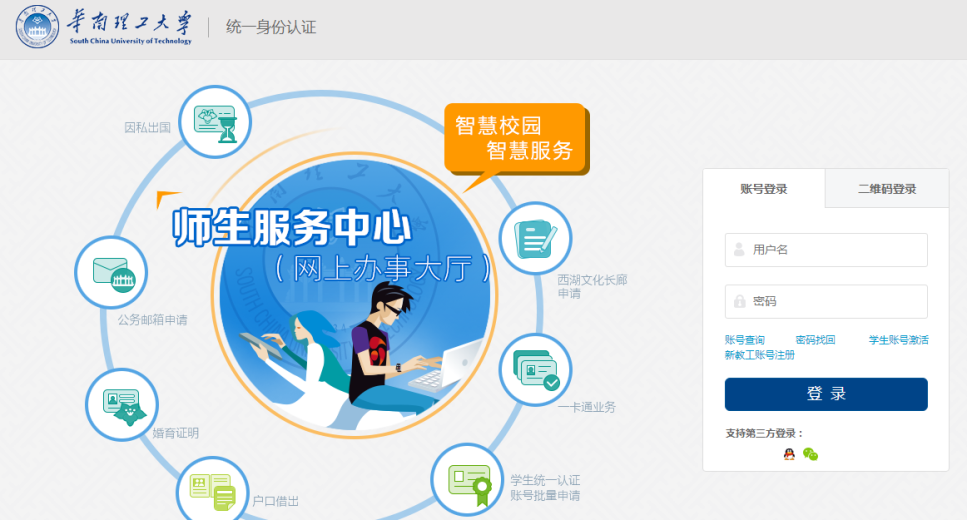 華南理工大學
South China University of Technology
统一身份认证
因私出国
智慧校园
智慧服务
师生服务中心
（网上办事大厅）
西湖文化长廊
申请
公务邮箱申请
一卡通业务
婚育证明
学生统一认证
账号批量申请
户口借出
账号登录
二维码登录
用户名
密码
账号查询 密码找回 学生账号激活
新教工账号注册
登 录
支持第三方登录：